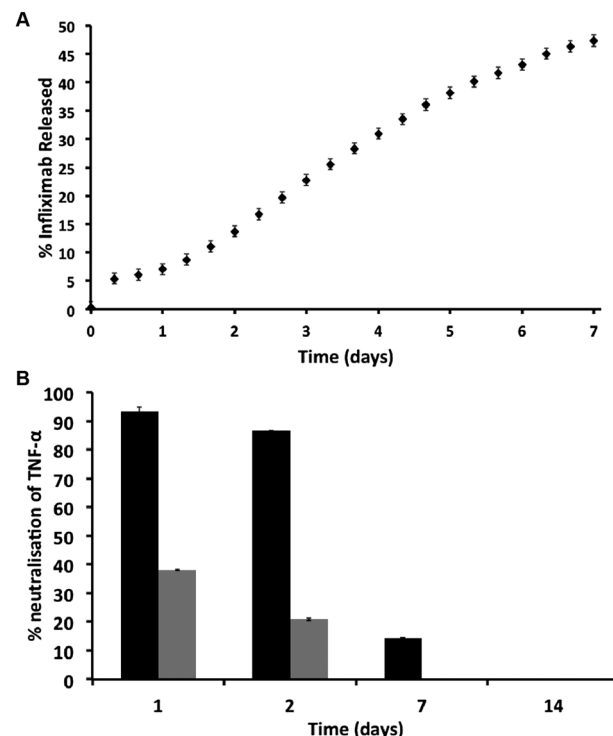 A
% Infliximab Released
50
45
40
35
30
25
20
15
10
5
0
0 1 2 3 4 5 6 7
Time (days)
B
% neutralisation of TNF-α
100
90
80
70
60
50
40
30
20
10
0
1 2 7 14
Time (days)